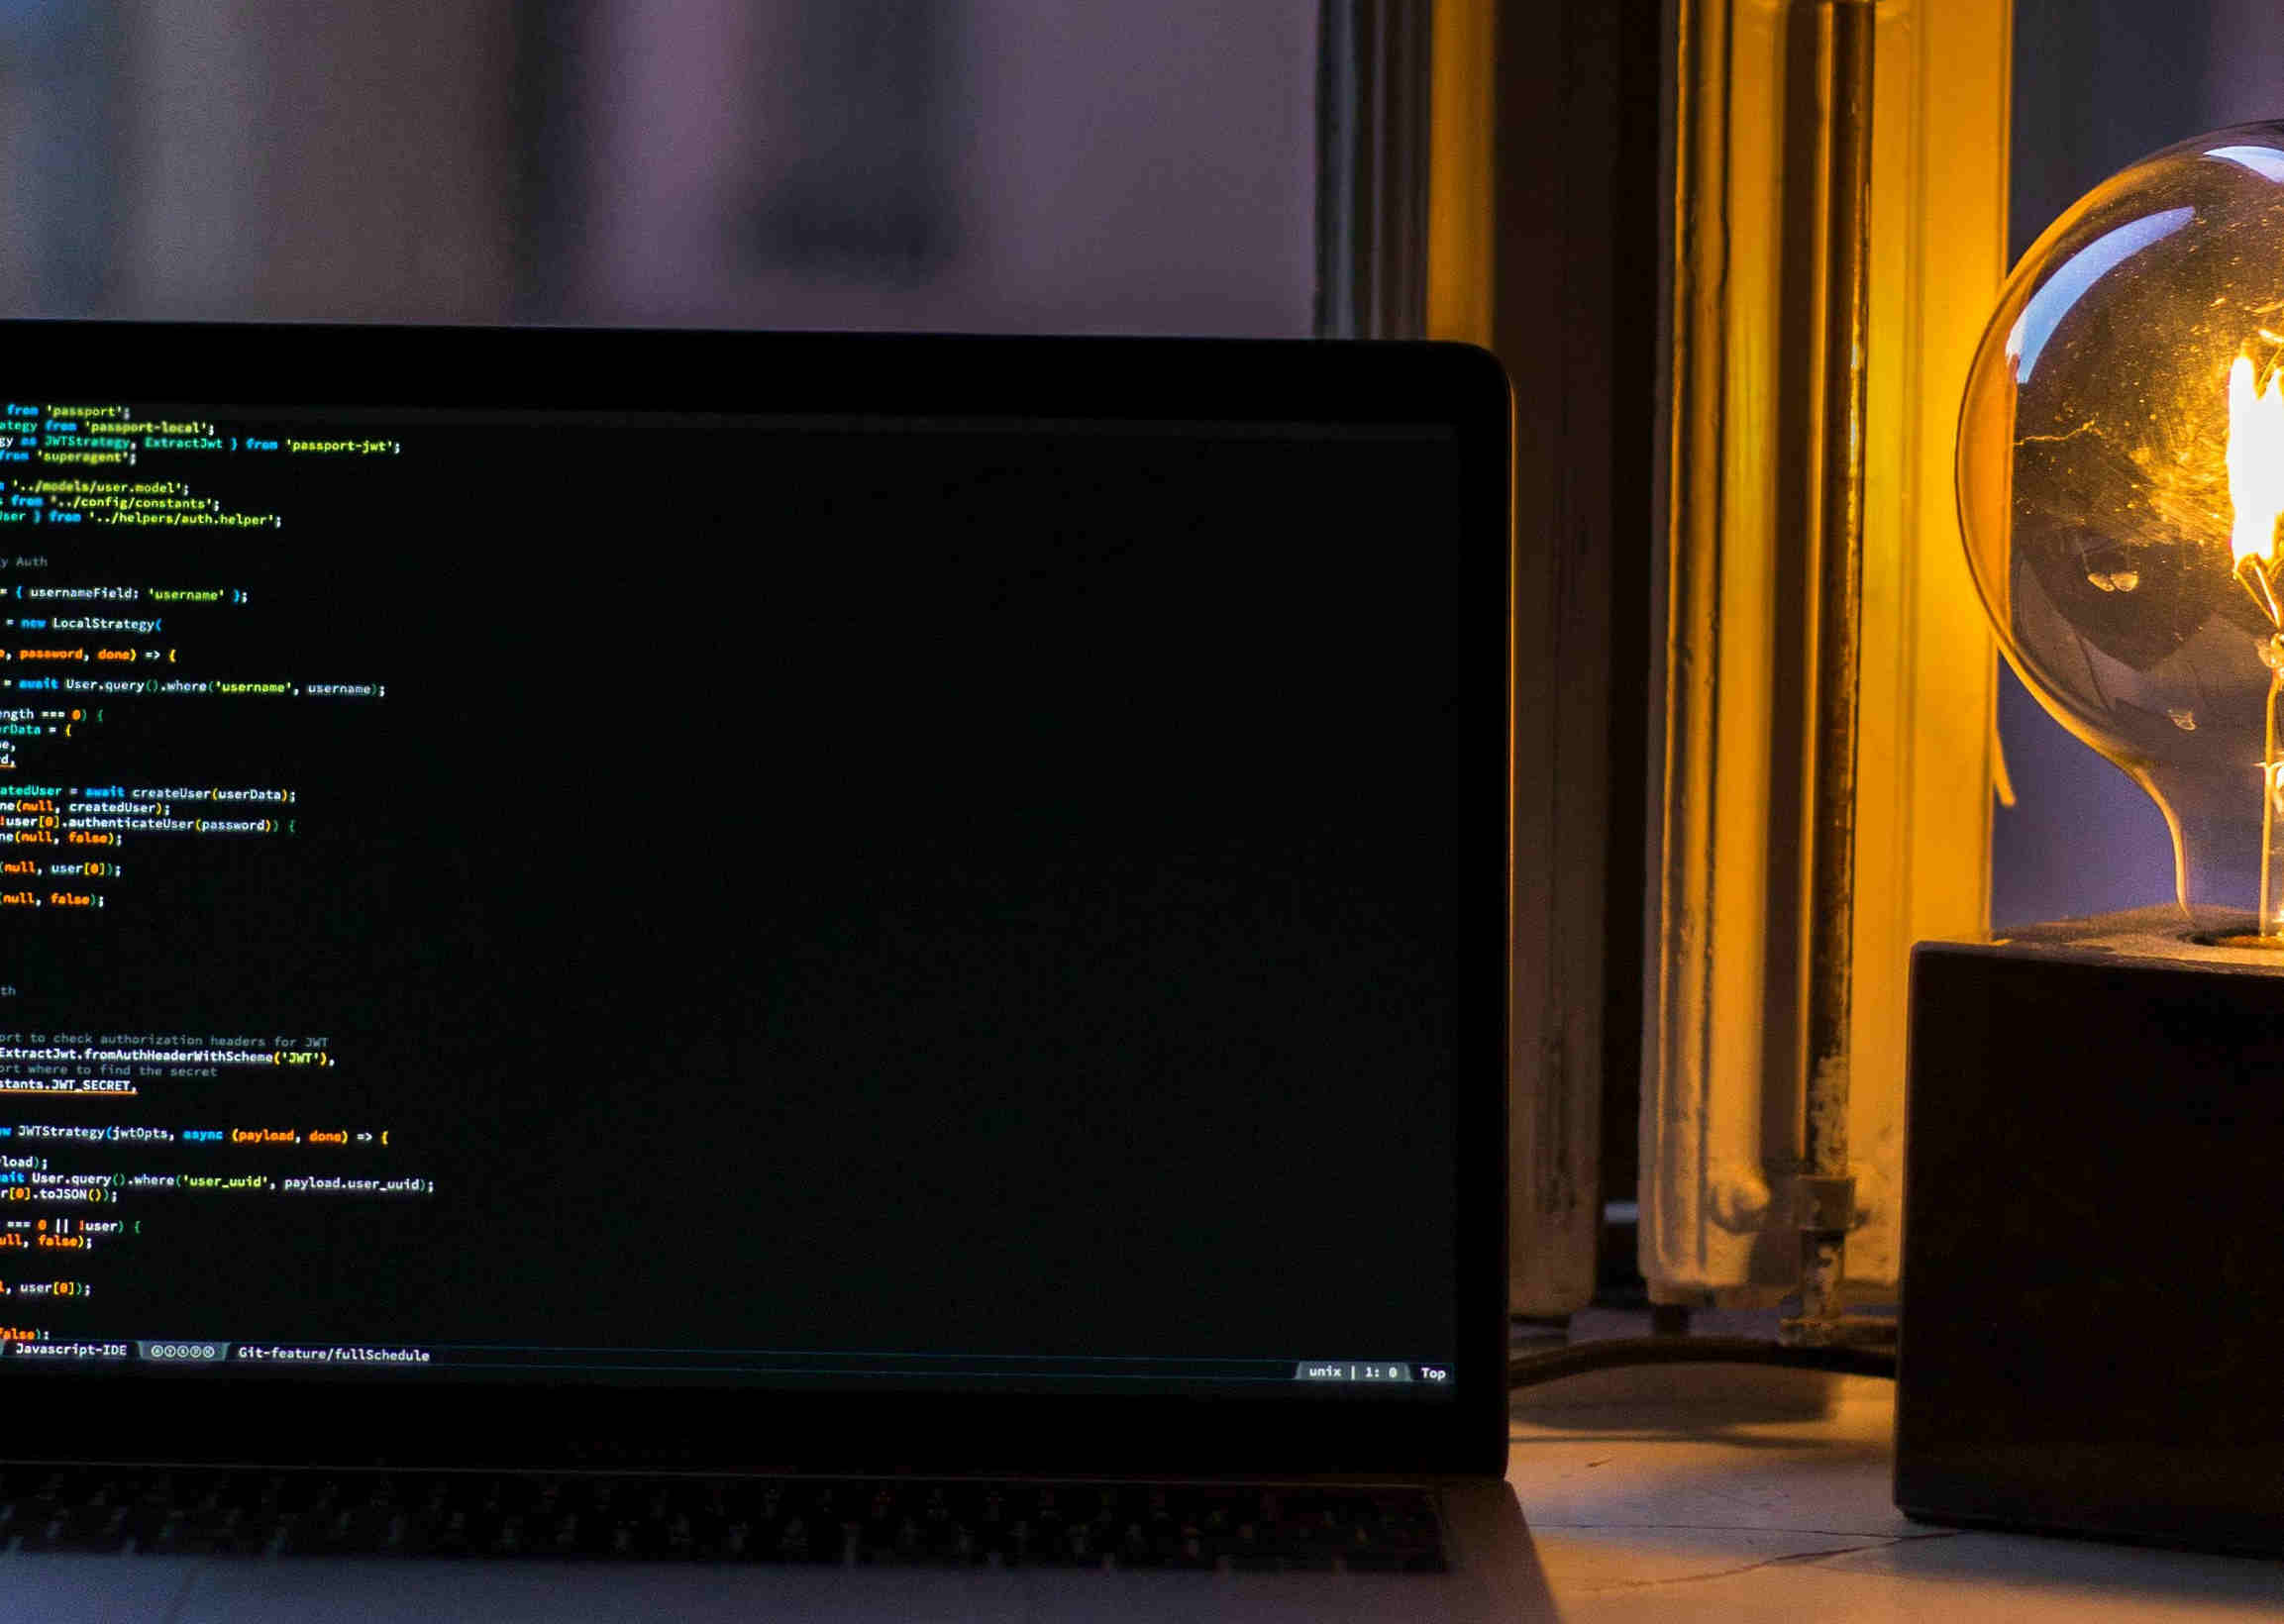 from 'passport';
ategy from 'passport-local';
gy as JWTStrategy, ExtractJwt } from 'passport-jwt';
from 'superagent';
'../models/user.model';
s from '../config/constants';
User } from '../helpers/auth.helper';
y Auth
= { usernameField: 'username' };
= new LocalStrategy(
e, password, done) => {
= await User.query().where('username', username);
ength === 0) {
rData = {
e,
d,
atedUser = await createUser(userData);
ne(null, createdUser);
!user[0].authenticateUser(password)) {
ne(null, false);
(null, user[0]);
(null, false);
th
ort to check authorization headers for JWT
ExtractJwt.fromAuthHeaderWithScheme('JWT'),
ort where to find the secret
stants.JWT_SECRET,
w JWTStrategy(jwtOpts, async (payload, done) => {
load);
ait User.query().where('user_uuid', payload.user_uuid);
r[0].toJSON());
=== 0 || !user) {
ull, false);
l, user[0]);
false);
Javascript-IDE Git-feature/fullSchedule unix | 1: 0 Top